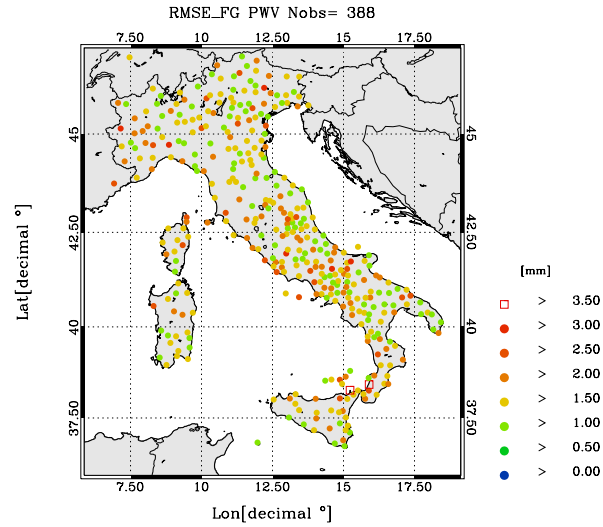 RMSE_FG PWV Nobs= 388
7.50 10 12.50 15 17.50
45 45
42.50 42.50
40 40
37.50 37.50
7.50 10 12.50 15 17.50
Lon[decimal °]
Lat[decimal °]
[mm]
> 3.50
> 3.00
> 2.50
> 2.00
> 1.50
> 1.00
> 0.50
> 0.00